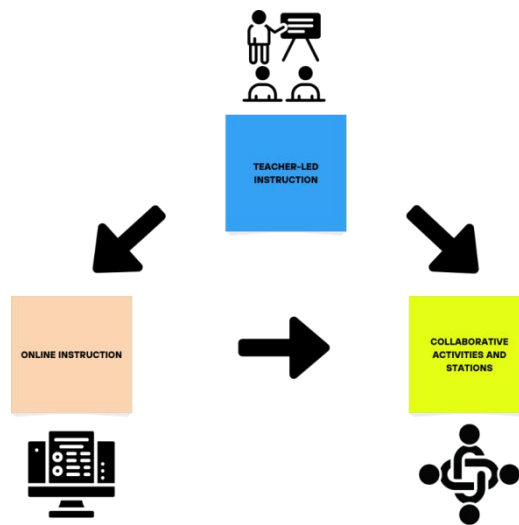 TEACHER-LED
INSTRUCTION
ONLINE INSTRUCTION
COLLABORATIVE
ACTIVITIES AND
STATIONS